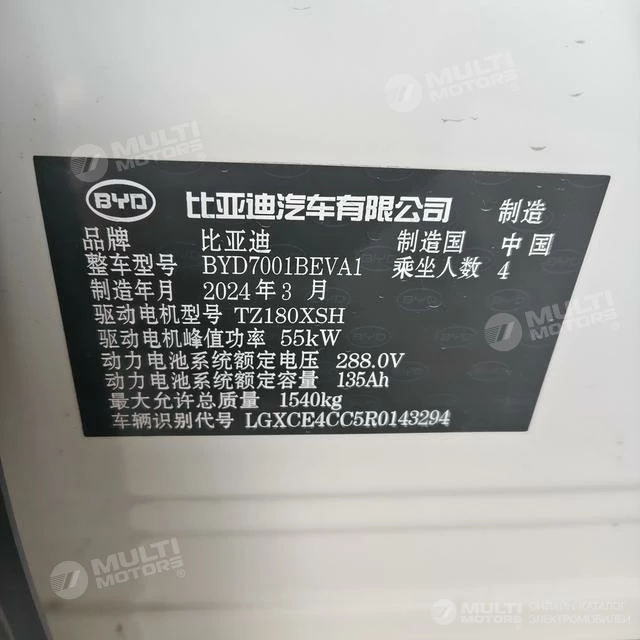 MULTI
MOTORS®
MULTI
MOTORS®
BYD 比亚迪汽车有限公司 制造
品牌 比亚迪 制造国 中国
整车型号 BYD7001BEVA1 乘坐人数 4
制造年月 2024年3月
驱动电机型号 TZ180XSH
驱动电机峰值功率 55kW
动力电池系统额定电压 288.0V
动力电池系统额定容量 135Ah
最大允许总质量 1540kg
车辆识别代号 LGXCE4CC5R0143294
MULTI
MOTORS®
MULTI
MOTORS
ОНЛАЙН-КАТАЛОГ
ЭЛЕКТРОМОБИЛЕЙ